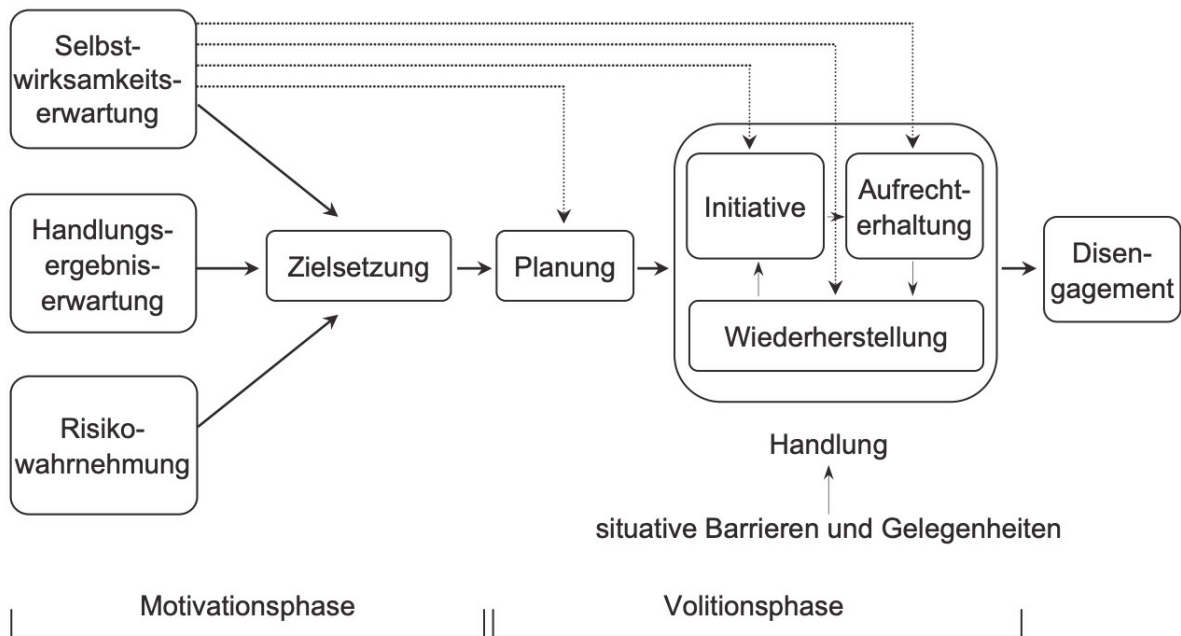 Selbst-
wirksamkeits-
erwartung
Handlungs-
ergebnis-
erwartung
Risiko-
wahrnehmung
Zielsetzung
Planung
Initiative
Aufrecht-
erhaltung
Wiederherstellung
Disen-
gagement
Handlung
situative Barrieren und Gelegenheiten
Motivationsphase
Volitionsphase